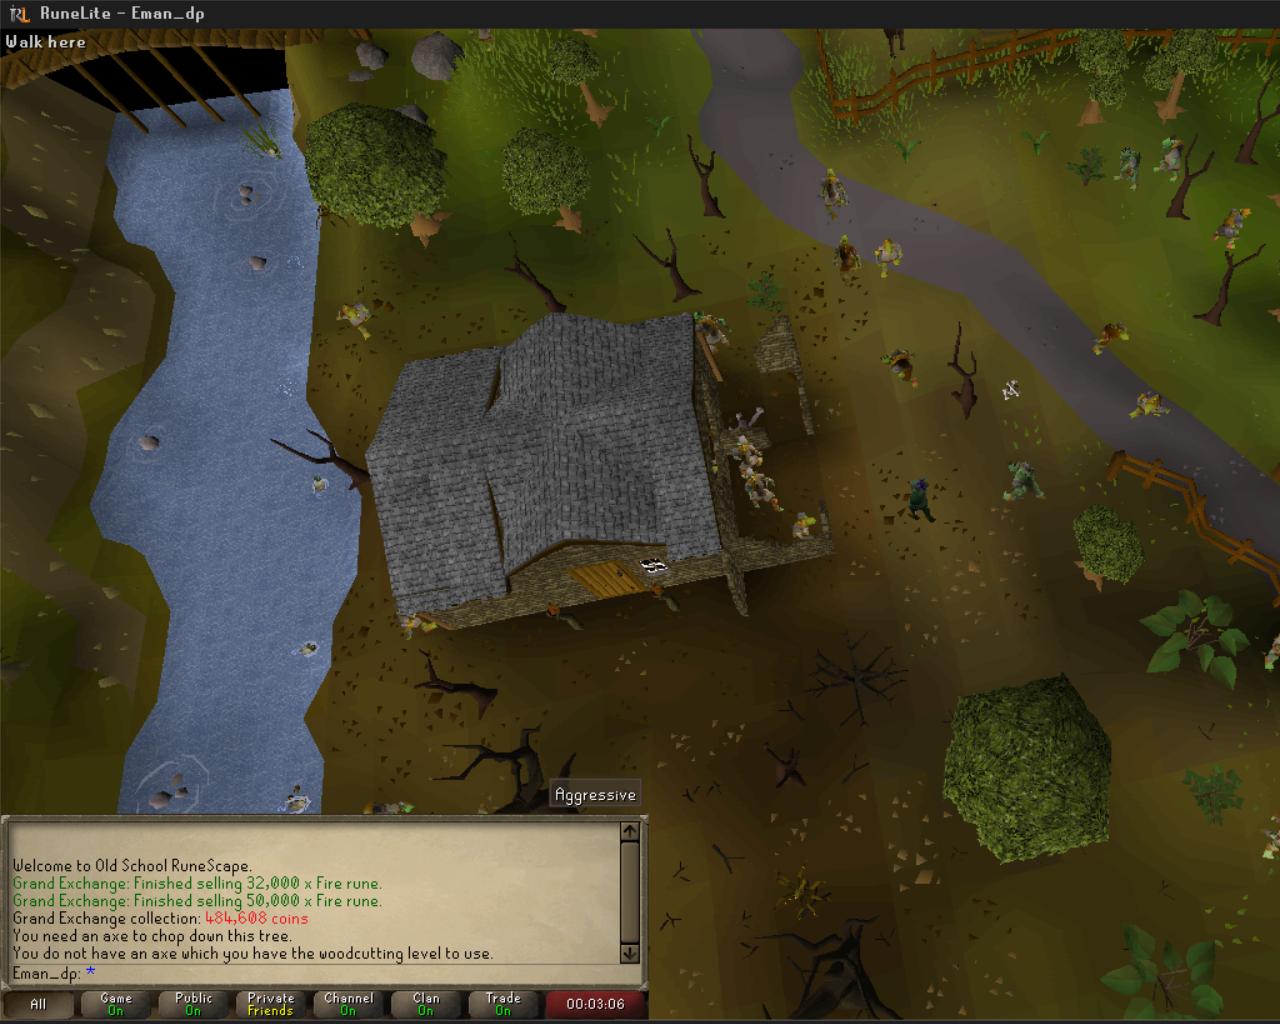 RuneLite - Eman_dp
Walk here
Aggressive
Welcome to Old School RuneScape.
Grand Exchange: Finished selling 32,000 x Fire rune.
Grand Exchange: Finished selling 50,000 x Fire rune.
Grand Exchange collection: 484,608 coins
You need an axe to chop down this tree.
You do not have an axe which you have the woodcutting level to use.
Eman_dp: *
All
Game
On
Public
On
Private
Friends
Channel
On
Clan
On
Trade
On
00:03:06